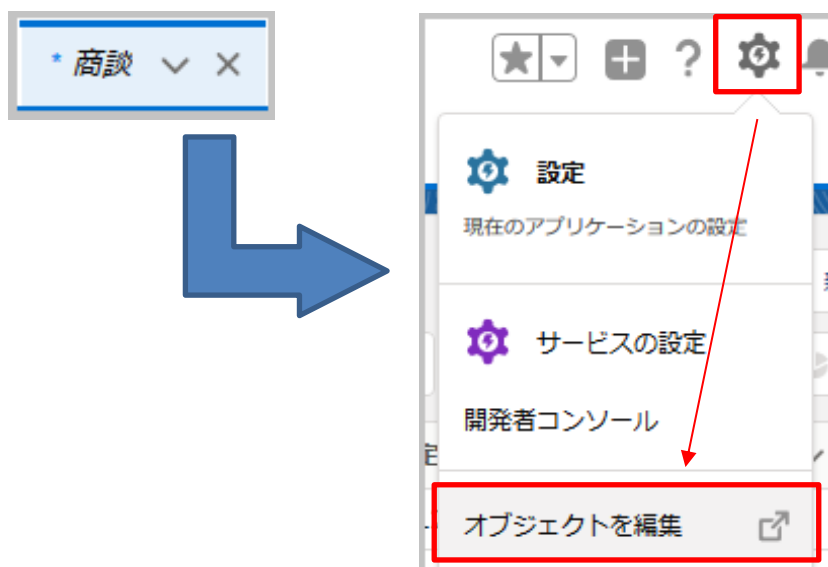 * 商談
設定
現在のアプリケーションの設定
サービスの設定
開発者コンソール
オブジェクトを編集